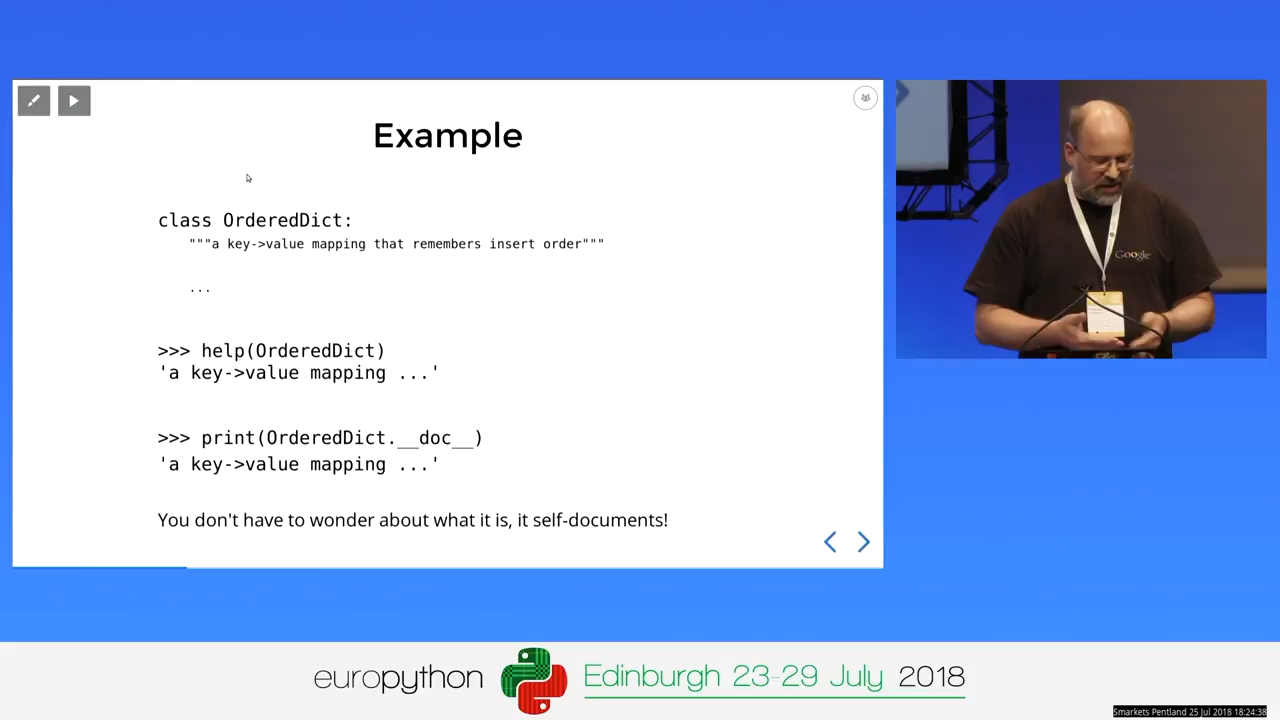 Example
class OrderedDict:
"""a key->value mapping that remembers insert order"""
...
>>> help(OrderedDict)
'a key->value mapping ...'
>>> print(OrderedDict.__doc__)
'a key->value mapping ...'
You don't have to wonder about what it is, it self-documents!
Google
europython
Edinburgh 23-29 July 2018
Smarkets Pentland 25 Jul 2018 18:24:38